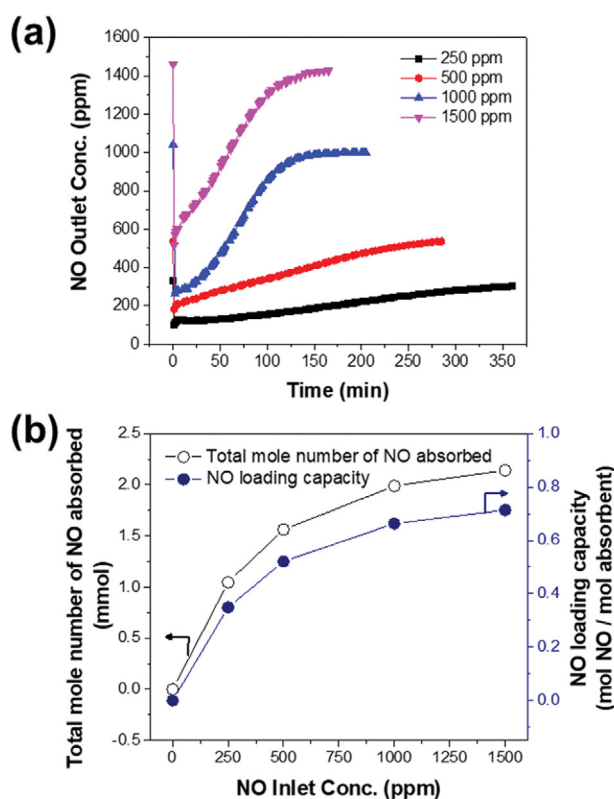 (a)
1600
1400
1200
1000
800
600
400
200
0
NO Outlet Conc. (ppm)
250 ppm
500 ppm
1000 ppm
1500 ppm
0 50 100 150 200 250 300 350
Time (min)
(b)
2.5
2.0
1.5
1.0
0.5
0.0
-0.5
Total mole number of NO absorbed
(mmol)
Total mole number of NO absorbed
NO loading capacity
1.0
0.8
0.6
0.4
0.2
0.0
NO loading capacity
(mol NO / mol absorbent)
0 250 500 750 1000 1250 1500
NO Inlet Conc. (ppm)